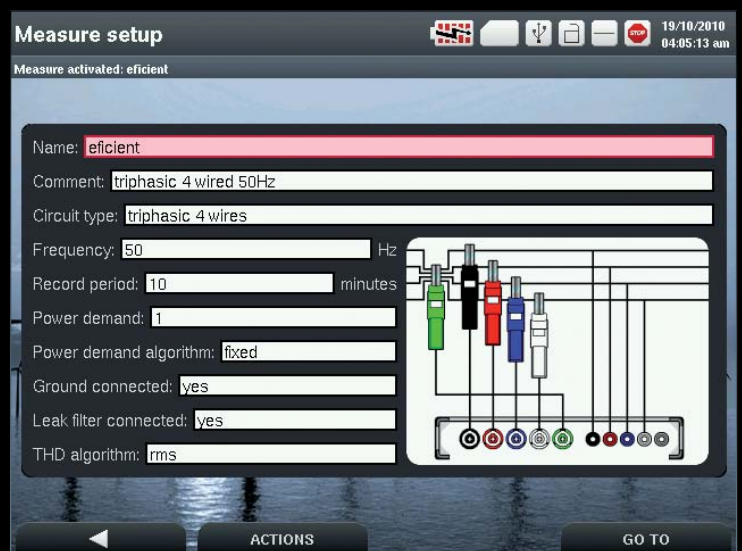 Measure setup
STOP
19/10/2010
04:05:13 am
Measure activated: eficient
Name: eficient
Comment: triphasic 4 wired 50Hz
Circuit type: triphasic 4 wires
Frequency: 50 Hz
Record period: 10 minutes
Power demand: 1
Power demand algorithm: fixed
Ground connected: yes
Leak filter connected: yes
THD algorithm: rms
ACTIONS
GO TO